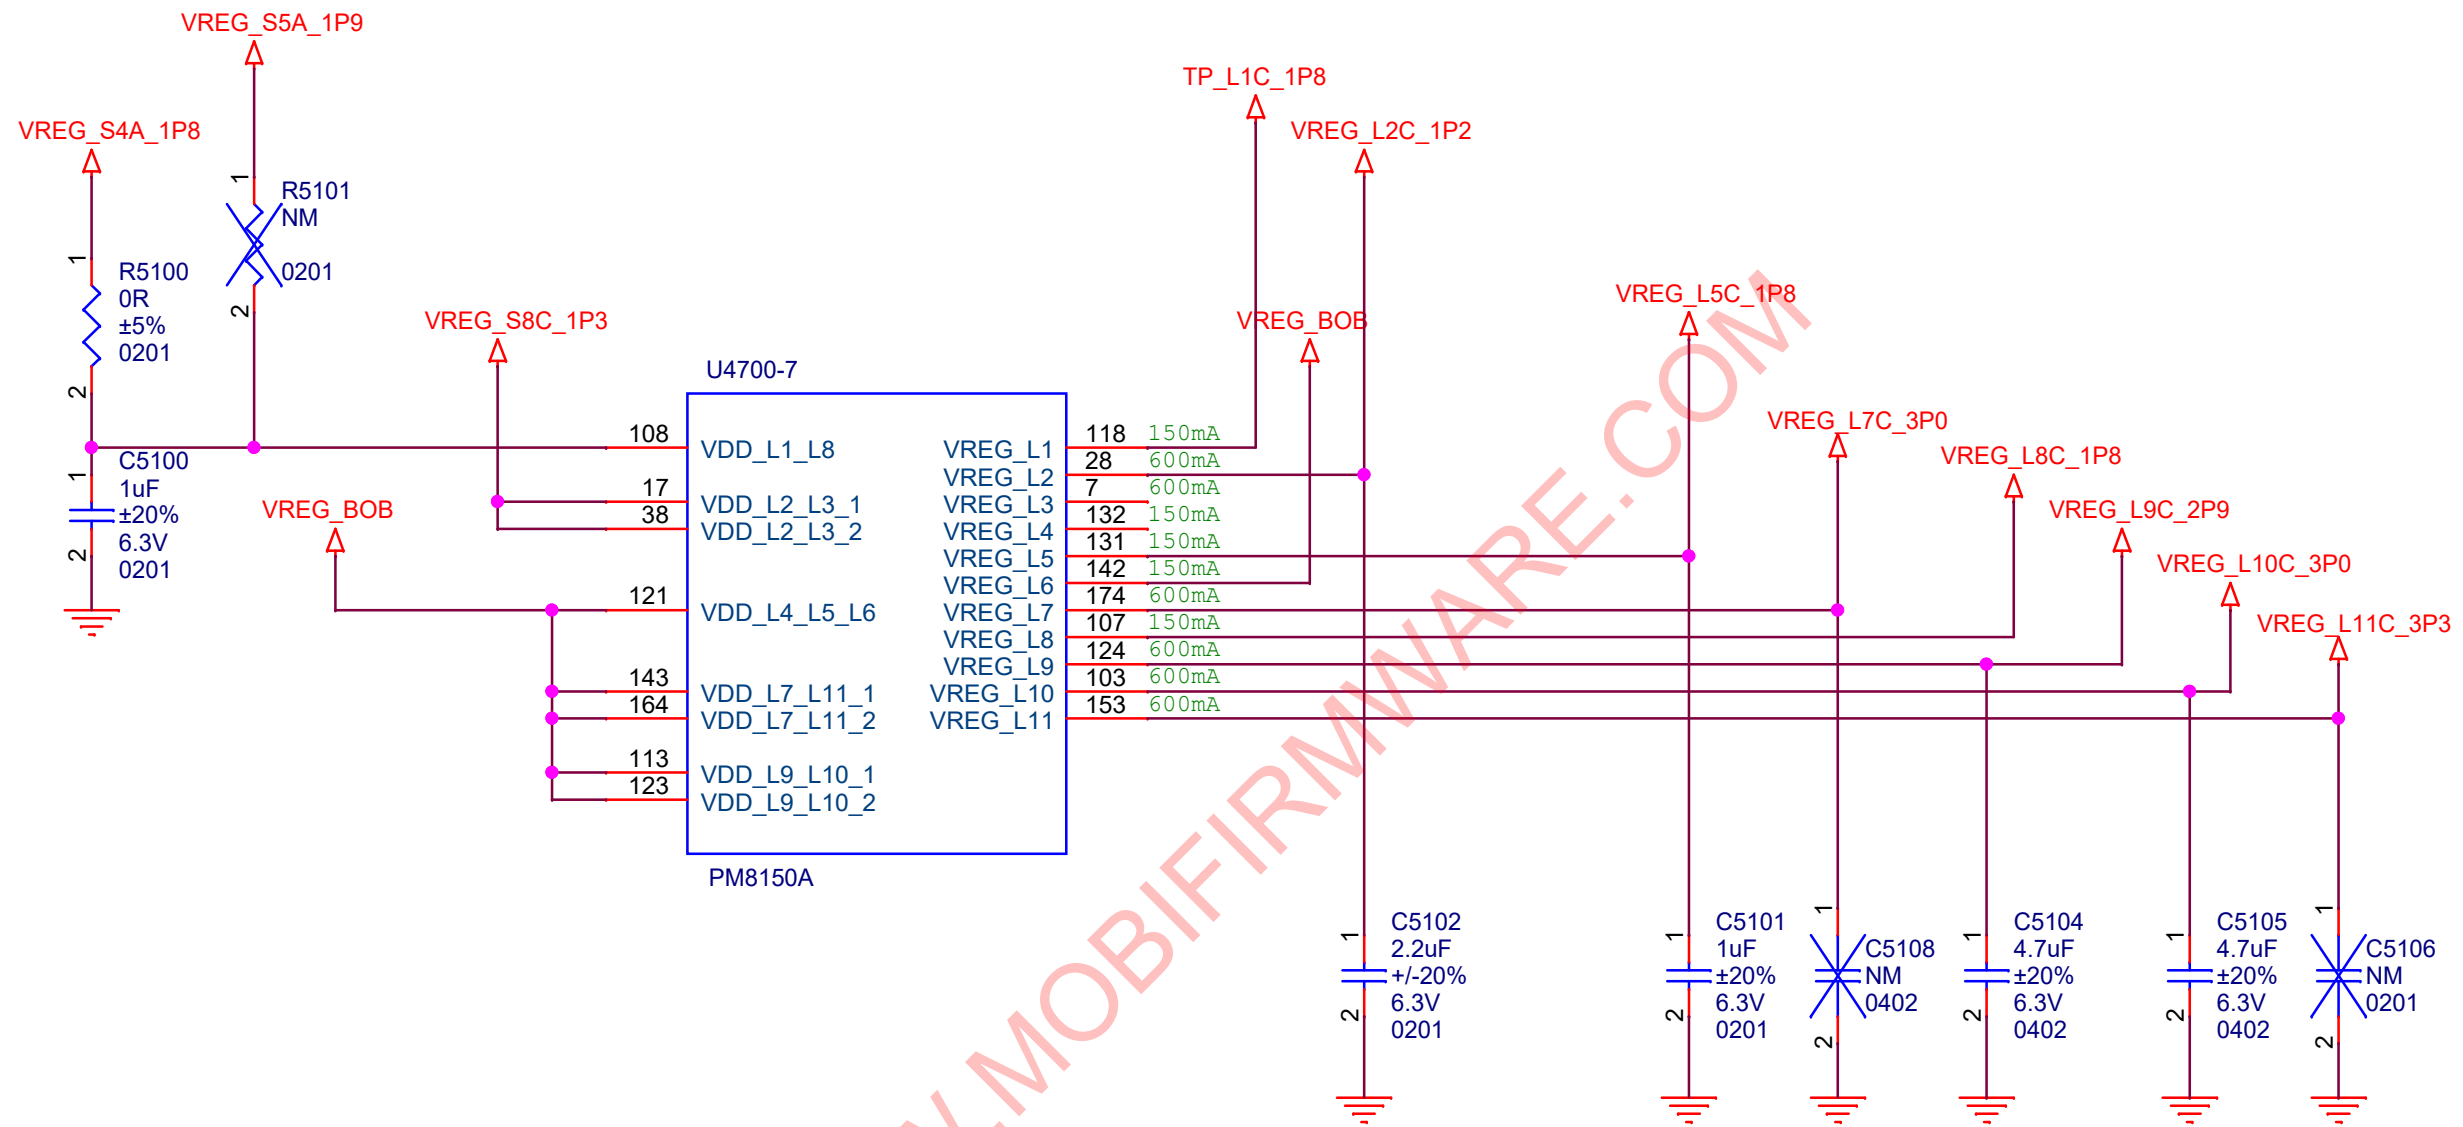 VREG_S5A_1P9
VREG_S4A_1P8
1
R5101
NM
0201
2
1
R5100
0R
±5%
0201
2
1
C5100
1uF
±20%
6.3V
0201
2
VREG_S8C_1P3
VREG_BOB
U4700-7
108 VDD_L1_L8
17 VDD_L2_L3_1
38 VDD_L2_L3_2
121 VDD_L4_L5_L6
143 VDD_L7_L11_1
164 VDD_L7_L11_2
113 VDD_L9_L10_1
123 VDD_L9_L10_2
VREG_L1 118 150mA
VREG_L2 28 600mA
VREG_L3 7 600mA
VREG_L4 132 150mA
VREG_L5 131 150mA
VREG_L6 142 150mA
VREG_L7 174 600mA
VREG_L8 107 150mA
VREG_L9 124 600mA
VREG_L10 103 600mA
VREG_L11 153 600mA
PM8150A
TP_L1C_1P8
VREG_L2C_1P2
VREG_BOB
VREG_L5C_1P8
VREG_L7C_3P0
VREG_L8C_1P8
VREG_L9C_2P9
VREG_L10C_3P0
VREG_L11C_3P3
1
C5102
2.2uF
+/-20%
6.3V
0201
2
1
C5101
1uF
±20%
6.3V
0201
2
1
C5108
NM
0402
2
1
C5104
4.7uF
±20%
6.3V
0402
2
1
C5105
4.7uF
±20%
6.3V
0402
2
1
C5106
NM
0201
2
.MOBIFIRMWARE.COM